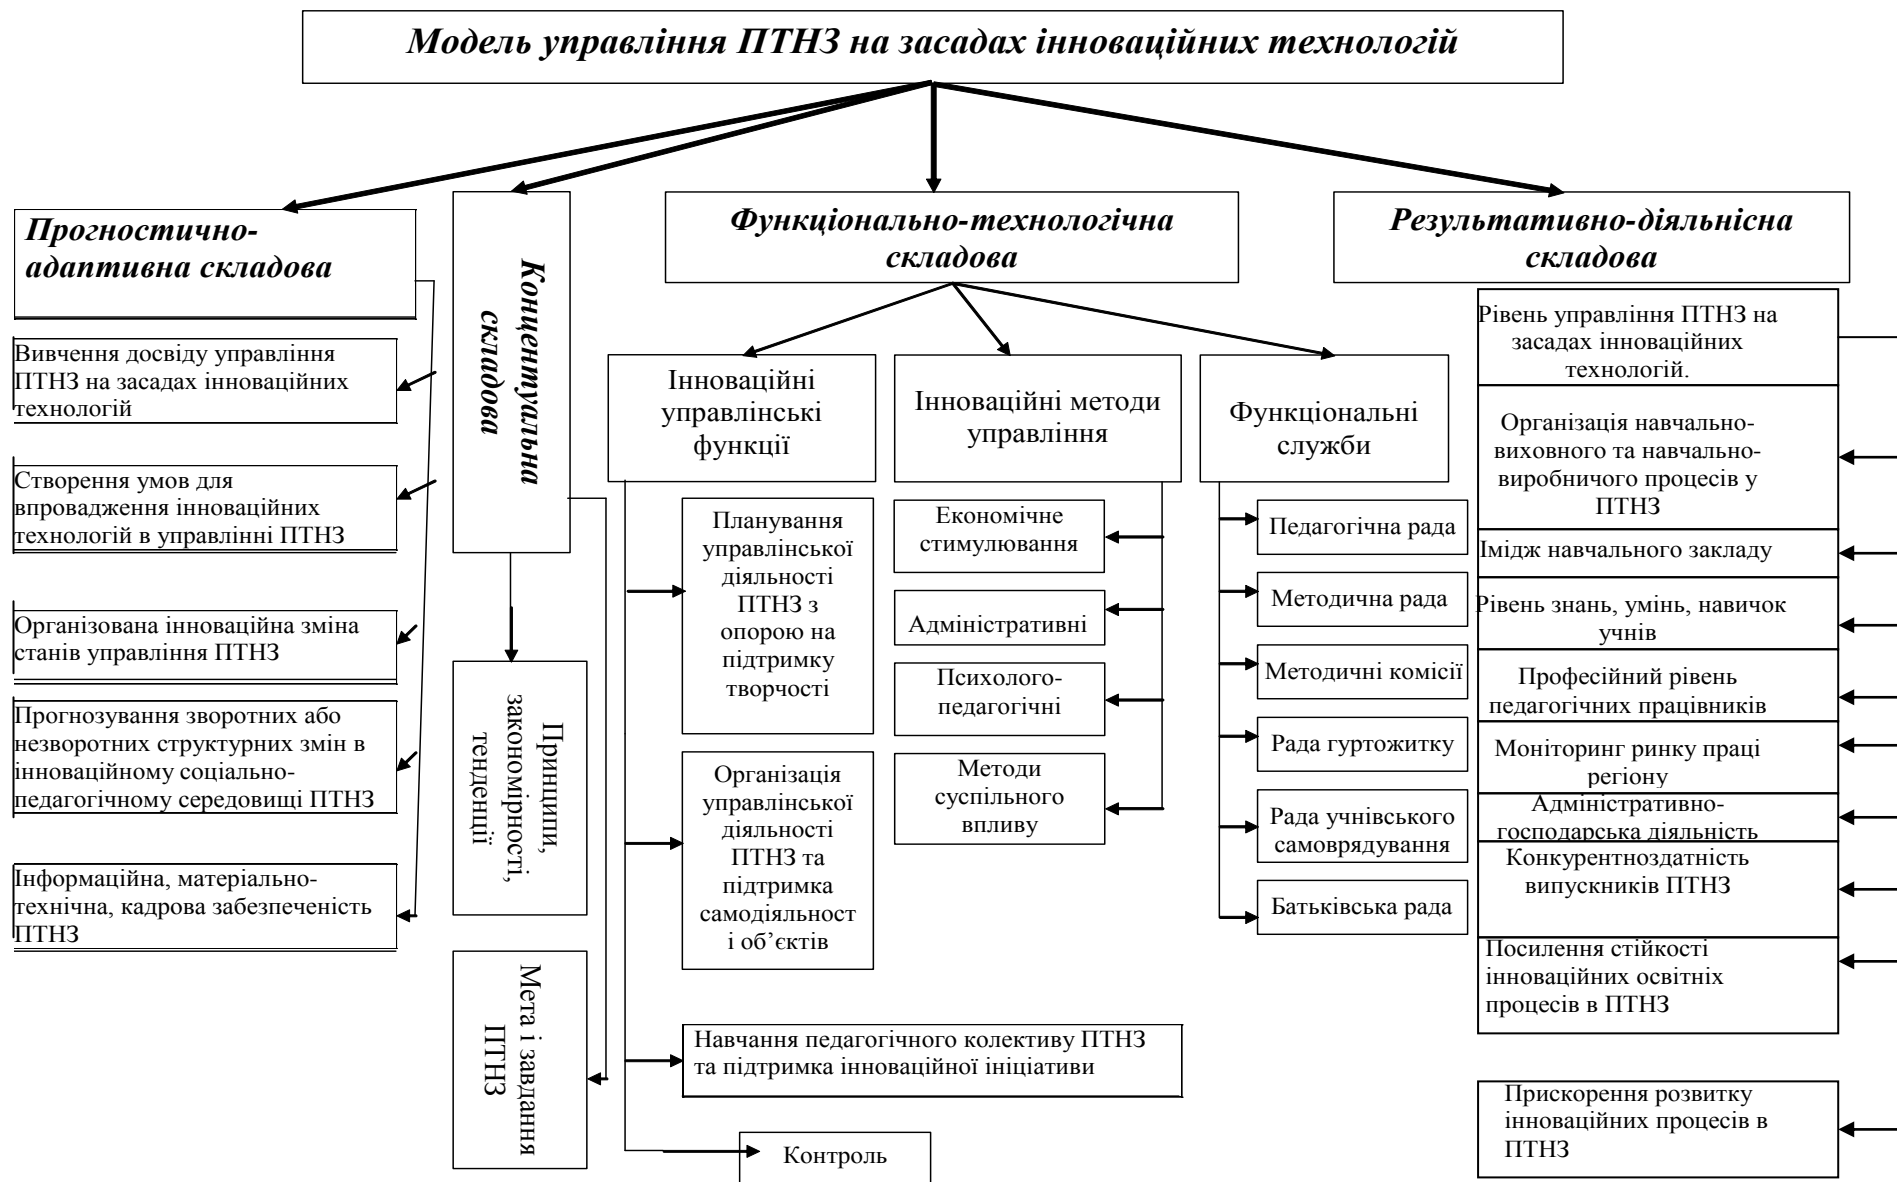 Модель управління ПТНЗ на засадах інноваційних технологій
Прогностично-
адаптивна складова
Вивчення досвіду управління
ПТНЗ на засадах інноваційних
технологій
Створення умов для
впровадження інноваційних
технологій в управлінні ПТНЗ
Організована інноваційна зміна
станів управління ПТНЗ
Прогнозування зворотних або
незворотних структурних змін в
інноваційному соціально-
педагогічному середовищі ПТНЗ
Інформаційна, матеріально-
технічна, кадрова забезпеченість
ПТНЗ
Концептуальна
складова
Принципи,
закономірності,
тенденції
Мета і завдання
ПТНЗ
Функціонально-технологічна
складова
Інноваційні
управлінські
функції
Планування
управлінської
діяльності
ПТНЗ з
опорою на
підтримку
творчості
Організація
управлінської
діяльності
ПТНЗ та
підтримка
самодіяльност
і об’єктів
Навчання педагогічного колективу ПТНЗ
та підтримка інноваційної ініціативи
Контроль
Інноваційні методи
управління
Економічне
стимулювання
Адміністративні
Психолого-
педагогічні
Методи
суспільного
впливу
Функціональні
служби
Педагогічна рада
Методична рада
Методичні комісії
Рада гуртожитку
Рада учнівського
самоврядування
Батьківська рада
Результативно-діяльнісна
складова
Рівень управління ПТНЗ на
засадах інноваційних
технологій.
Організація навчально-
виховного та навчально-
виробничого процесів у
ПТНЗ
Імідж навчального закладу
Рівень знань, умінь, навичок
учнів
Професійний рівень
педагогічних працівників
Моніторинг ринку праці
регіону
Адміністративно-
господарська діяльність
Конкурентноздатність
випускників ПТНЗ
Посилення стійкості
інноваційних освітніх
процесів в ПТНЗ
Прискорення розвитку
інноваційних процесів в
ПТНЗ